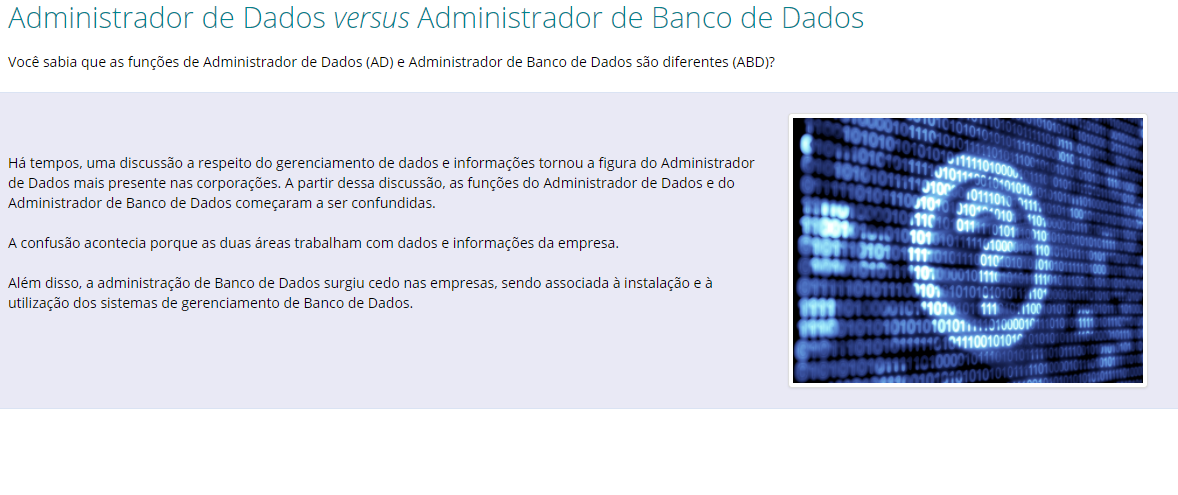 Administrador de Dados versus Administrador de Banco de Dados
Você sabia que as funções de Administrador de Dados (AD) e Administrador de Banco de Dados são diferentes (ABD)?
Há tempos, uma discussão a respeito do gerenciamento de dados e informações tornou a figura do Administrador
de Dados mais presente nas corporações. A partir dessa discussão, as funções do Administrador de Dados e do
Administrador de Banco de Dados começaram a ser confundidas.
A confusão acontecia porque as duas áreas trabalham com dados e informações da empresa.
Além disso, a administração de Banco de Dados surgiu cedo nas empresas, sendo associada à instalação e à
utilização dos sistemas de gerenciamento de Banco de Dados.